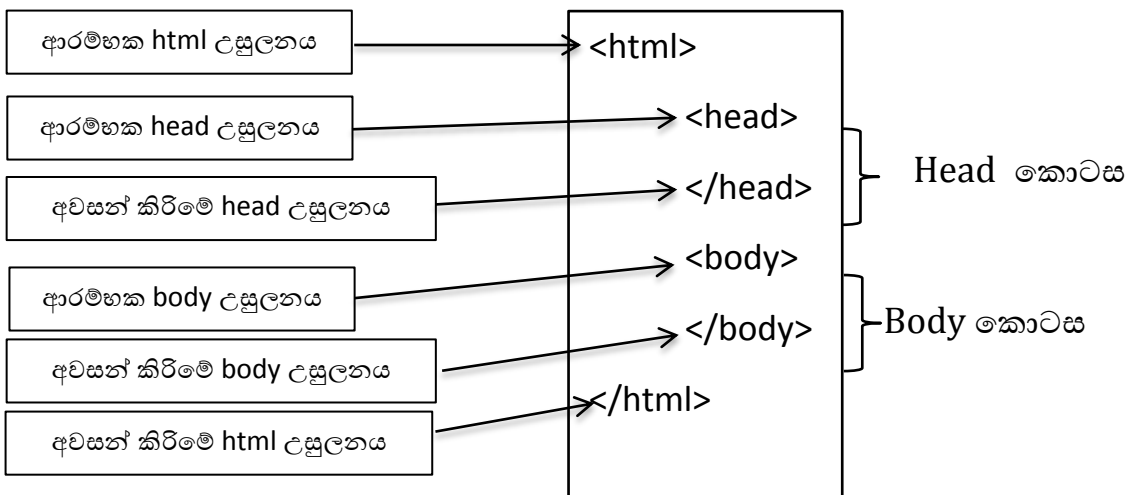 ආරම්භක html උසුලනය
<html>
ආරම්භක head උසුලනය
<head>
Head කොටස
අවසන් කිරිමේ head උසුලනය
</head>
ආරම්භක body උසුලනය
<body>
Body කොටස
අවසන් කිරිමේ body උසුලනය
</body>
අවසන් කිරිමේ html උසුලනය
</html>